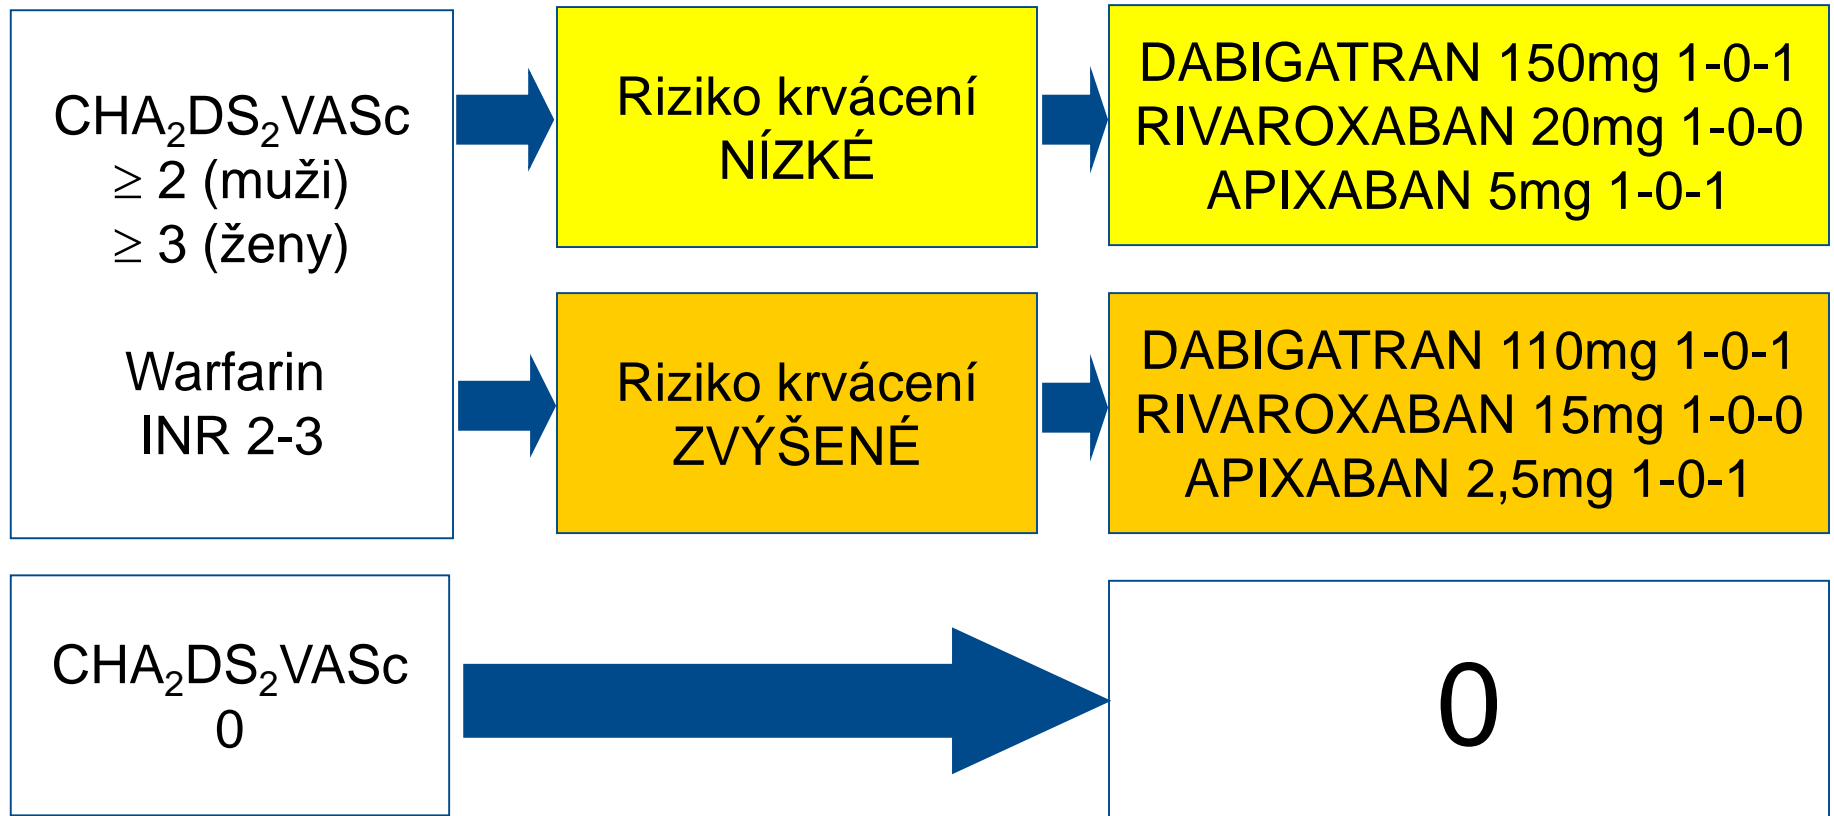 CHA₂DS₂VASc
≥ 2 (muži)
≥ 3 (ženy)
Warfarin
INR 2-3
Riziko krvácení
NÍZKÉ
DABIGATRAN 150mg 1-0-1
RIVAROXABAN 20mg 1-0-0
APIXABAN 5mg 1-0-1
Riziko krvácení
ZVÝŠENÉ
DABIGATRAN 110mg 1-0-1
RIVAROXABAN 15mg 1-0-0
APIXABAN 2,5mg 1-0-1
CHA₂DS₂VASc
0
0